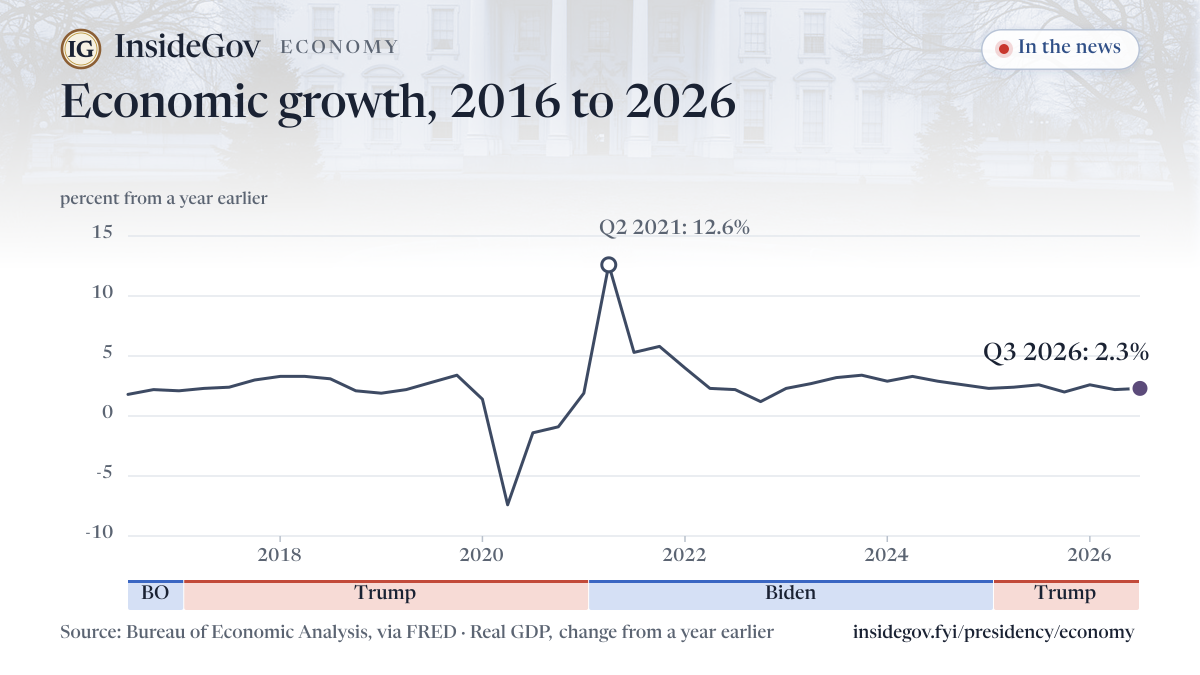 IG InsideGov ECONOMY
In the news
Economic growth, 2016 to 2026
percent from a year earlier
15
10
5
0
-5
-10
Q2 2021: 12.6%
Q3 2026: 2.3%
2018 2020 2022 2024 2026
BO Trump Biden Trump
Source: Bureau of Economic Analysis, via FRED · Real GDP, change from a year earlier
insidegov.fyi/presidency/economy